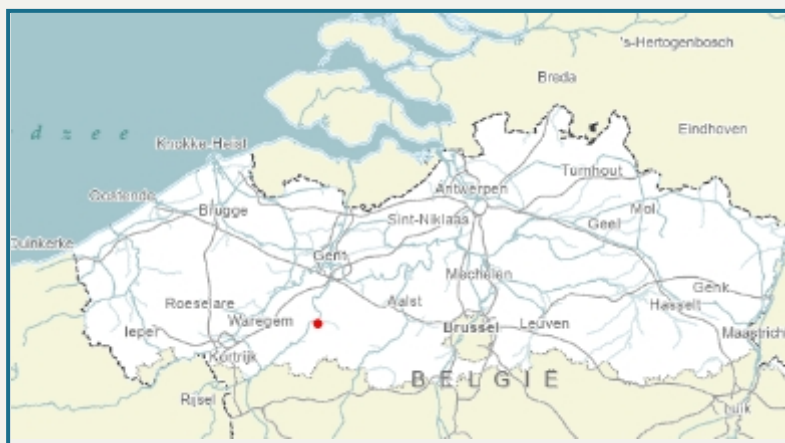 's-Hertogenbosch
Breda
d z e e
Eindhoven
Knokke-Heist
Turnhout
Antwerpen
Oostende
Brugge
Mol
Sint-Niklaas
Geel
Duinkerke
Gent
Mechelen
Genk
Roeselare
Aalst
Hasselt
Waregem
Ieper
Brussel
Leuven
Maastrich
Kortrijk
BELGIË
Rijsel
Luik